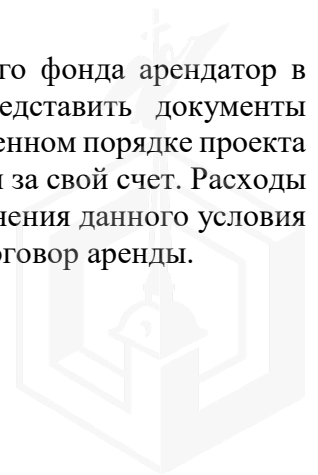 го фонда арендатор в
едставить документы
енном порядке проекта
и за свой счет. Расходы
нения данного условия
оговор аренды.